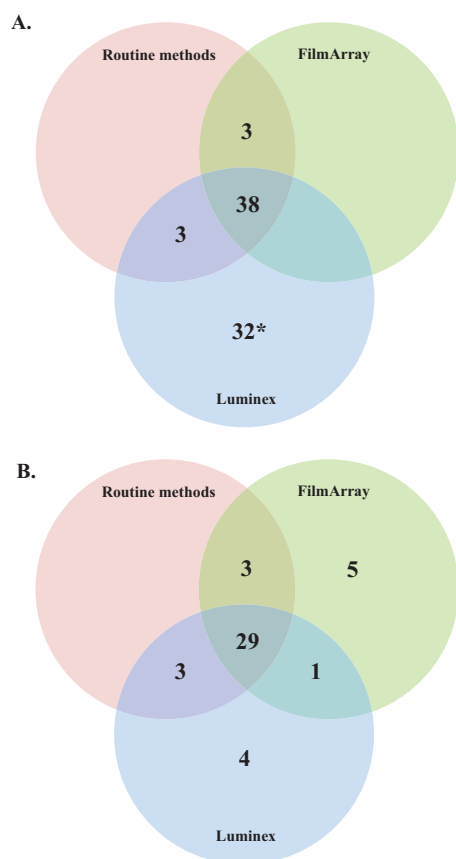 A.
Routine methods FilmArray
3
38
3
32*
Luminex
B.
Routine methods FilmArray
3 5
29
3 1
4
Luminex